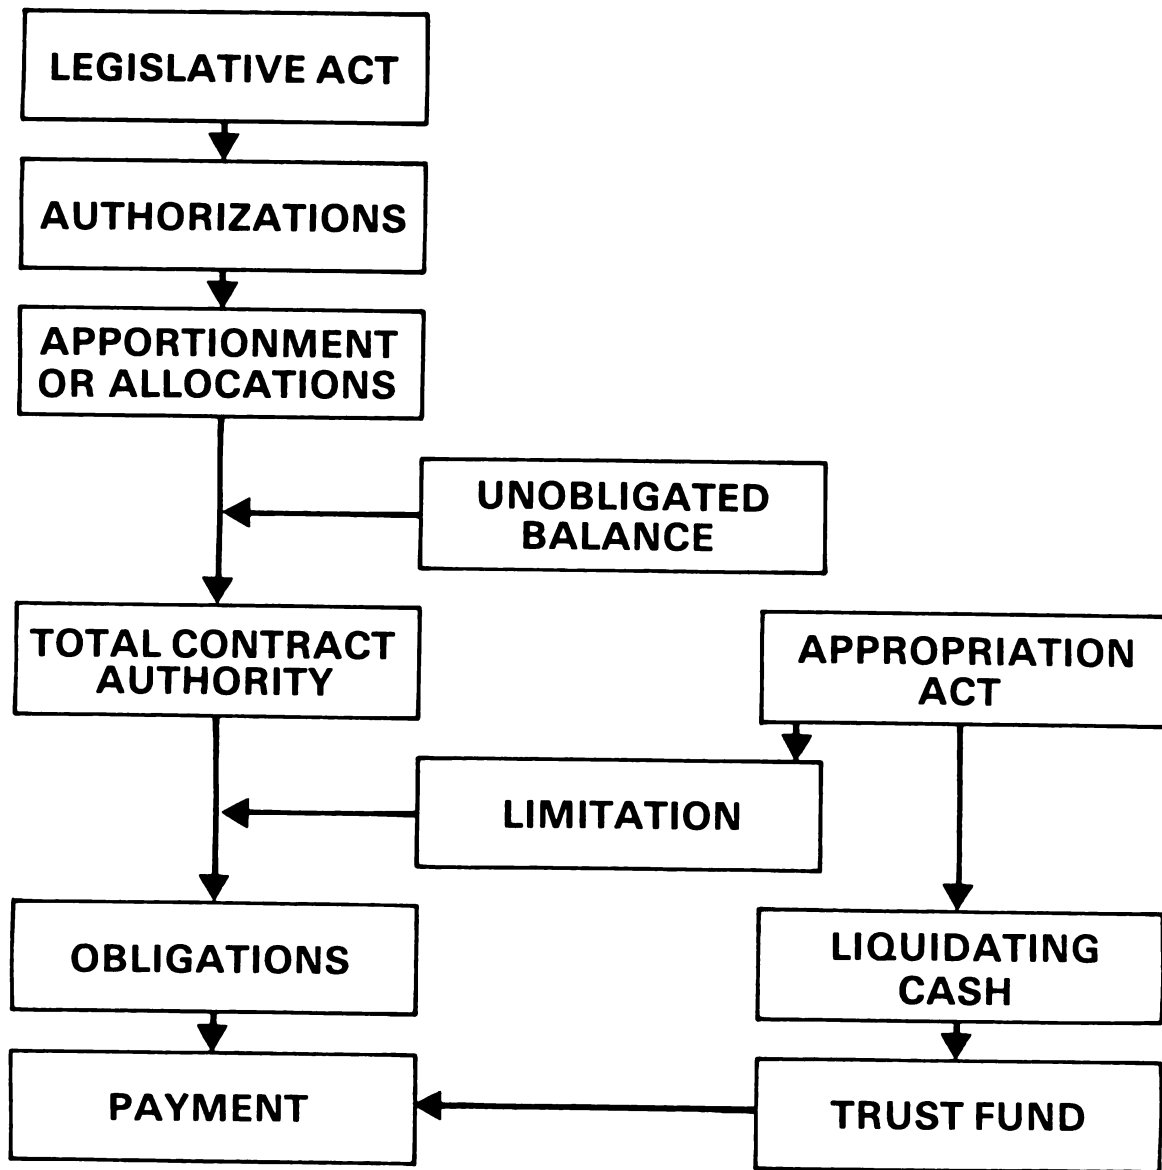 LEGISLATIVE ACT
AUTHORIZATIONS
APPORTIONMENT
OR ALLOCATIONS
UNOBLIGATED
BALANCE
TOTAL CONTRACT
AUTHORITY
APPROPRIATION
ACT
LIMITATION
OBLIGATIONS
LIQUIDATING
CASH
PAYMENT
TRUST FUND